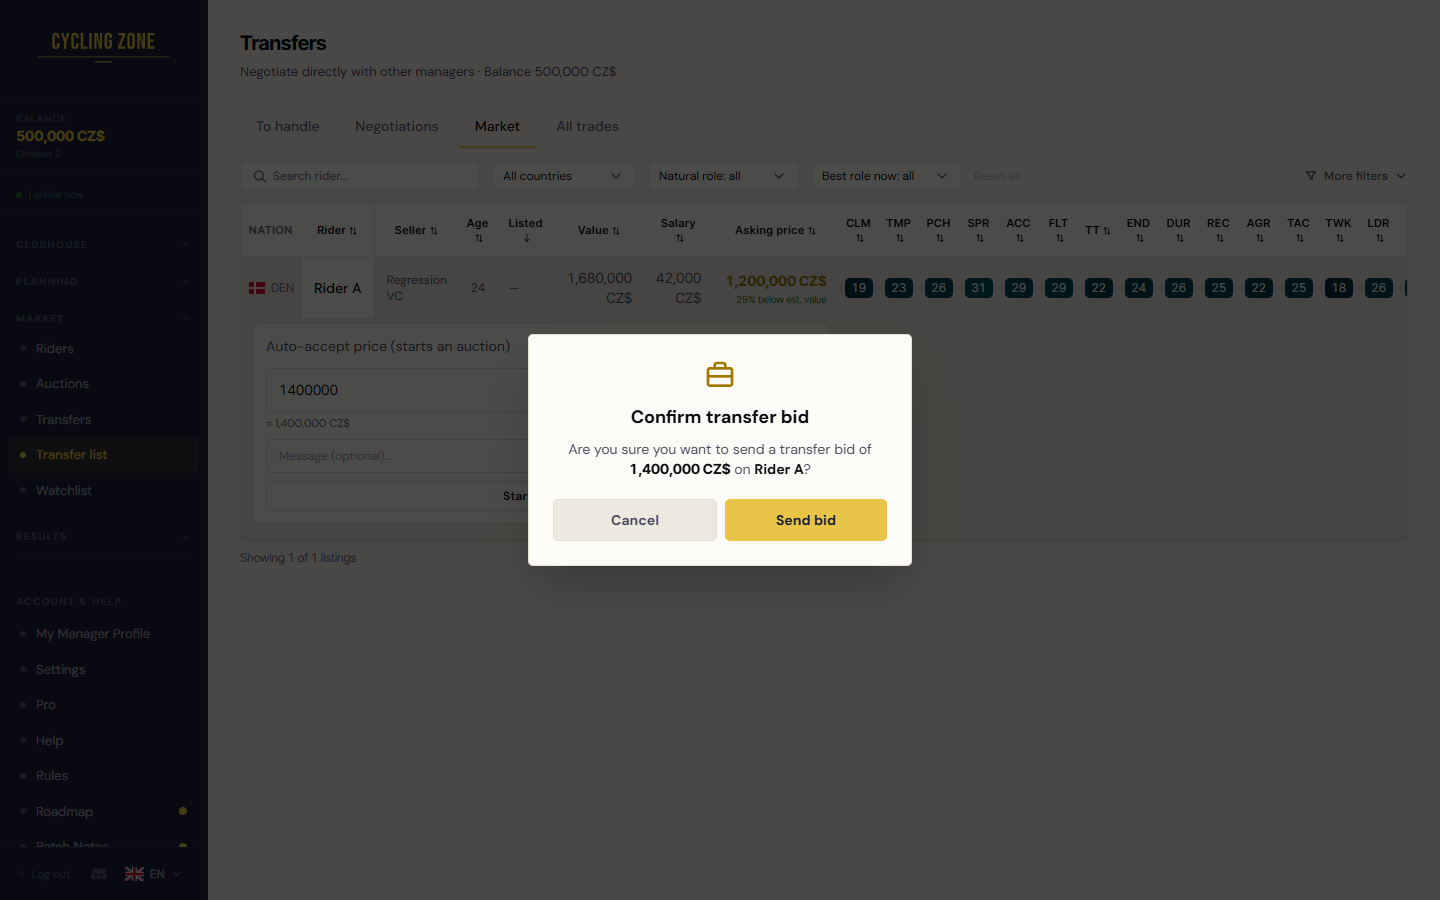 CYCLING ZONE
BALANCE
500,000 CZ$
Division 2
1 online now
CLUBHOUSE
PLANNING
MARKET
Riders
Auctions
Transfers
Transfer list
Watchlist
RESULTS
ACCOUNT & HELP
My Manager Profile
Settings
Pro
Help
Rules
Roadmap
Patch Notes
Log out
EN
Transfers
Negotiate directly with other managers · Balance 500,000 CZ$
To handle Negotiations Market All trades
Search rider... All countries Natural role: all Best role now: all Reset all More filters
NATION Rider ⇅ Seller ⇅ Age ⇅ Listed ↓ Value ⇅ Salary ⇅ Asking price ⇅ CLM ⇅ TMP ⇅ PCH ⇅ SPR ⇅ ACC ⇅ FLT ⇅ TT ⇅ END ⇅ DUR ⇅ REC ⇅ AGR ⇅ TAC ⇅ TWK ⇅ LDR ⇅
DEN Rider A Regression VC 24 — 1,680,000 CZ$ 42,000 CZ$ 1,200,000 CZ$ 19 23 26 31 29 29 22 24 26 25 22 25 18 26
29% below est. value
Auto-accept price (starts an auction)
1400000
= 1,400,000 CZ$
Message (optional)...
Star
Showing 1 of 1 listings
Confirm transfer bid
Are you sure you want to send a transfer bid of
1,400,000 CZ$ on Rider A?
Cancel Send bid